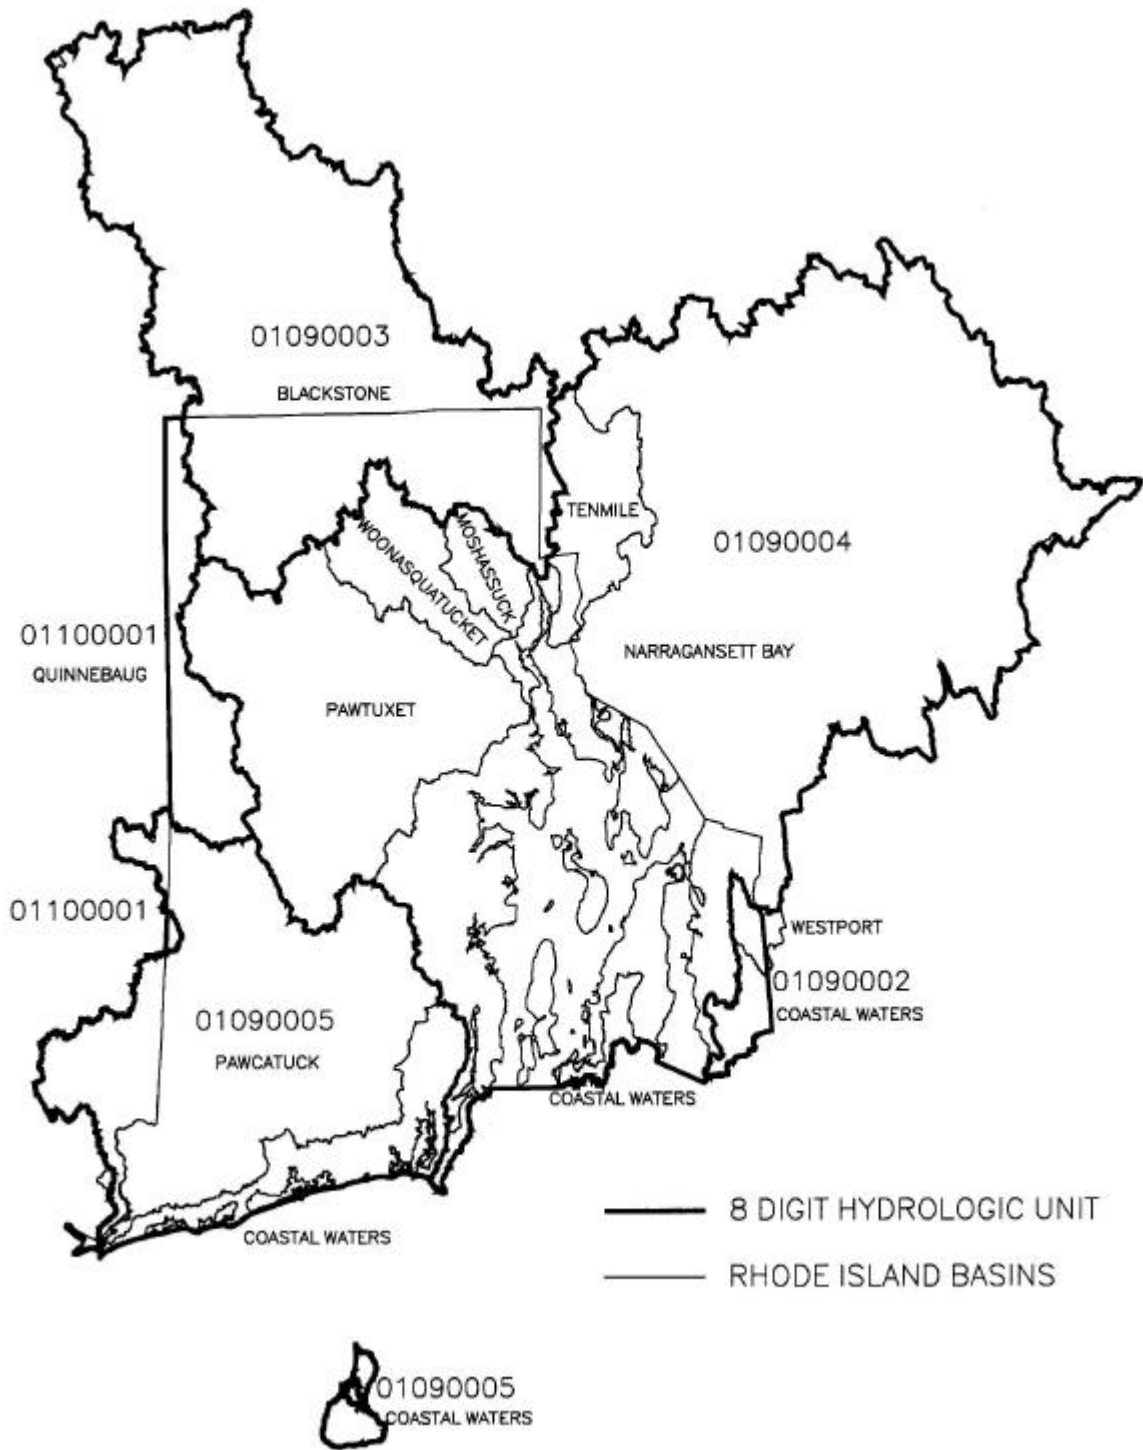 01090003
BLACKSTONE
TENMILE
WOONASQUATUCKET
MOSHASSUCK
01090004
01100001
QUINNEBAUG
NARRAGANSETT BAY
PAWTUXET
01100001
WESTPORT
01090002
COASTAL WATERS
01090005
PAWCATUCK
COASTAL WATERS
COASTAL WATERS
8 DIGIT HYDROLOGIC UNIT
RHODE ISLAND BASINS
01090005
COASTAL WATERS